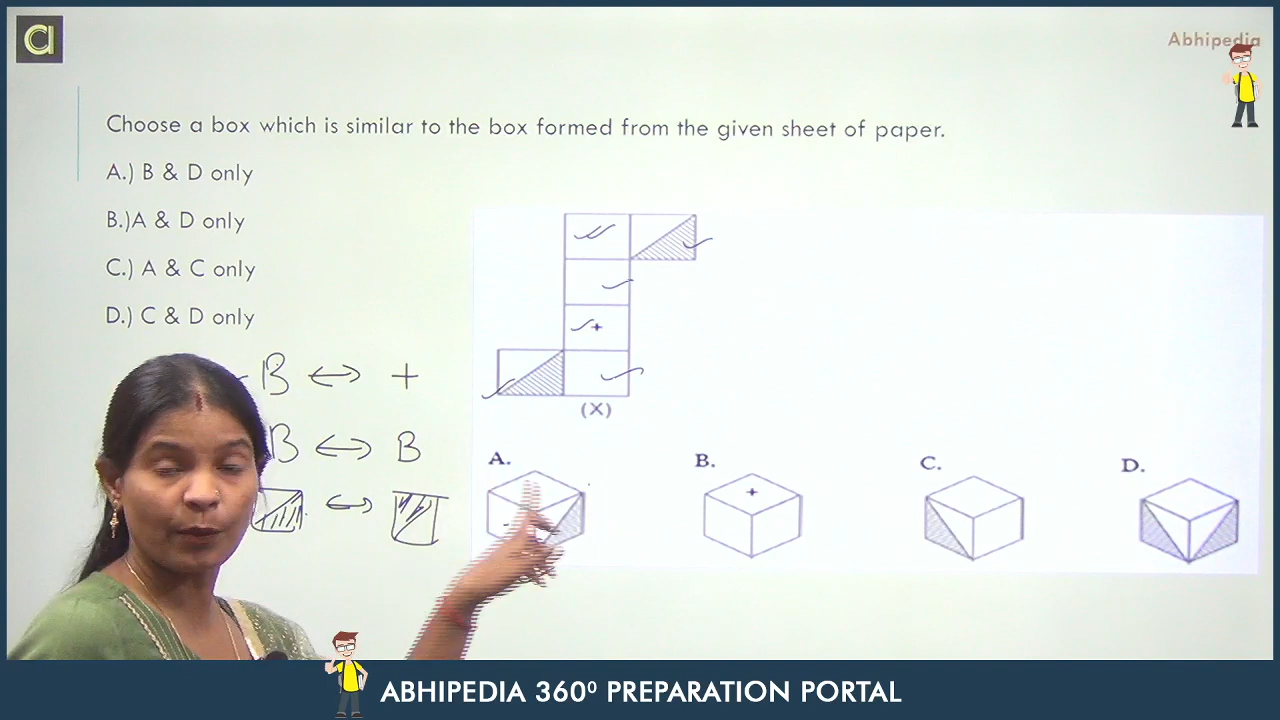 a
Abhipedia
Choose a box which is similar to the box formed from the given sheet of paper.
A.) B & D only
B.)A & D only
C.) A & C only
D.) C & D only
B ↔ +
B ↔ B
↔
+
(X)
A.
B.
C.
D.
+
ABHIPEDIA 360⁰ PREPARATION PORTAL